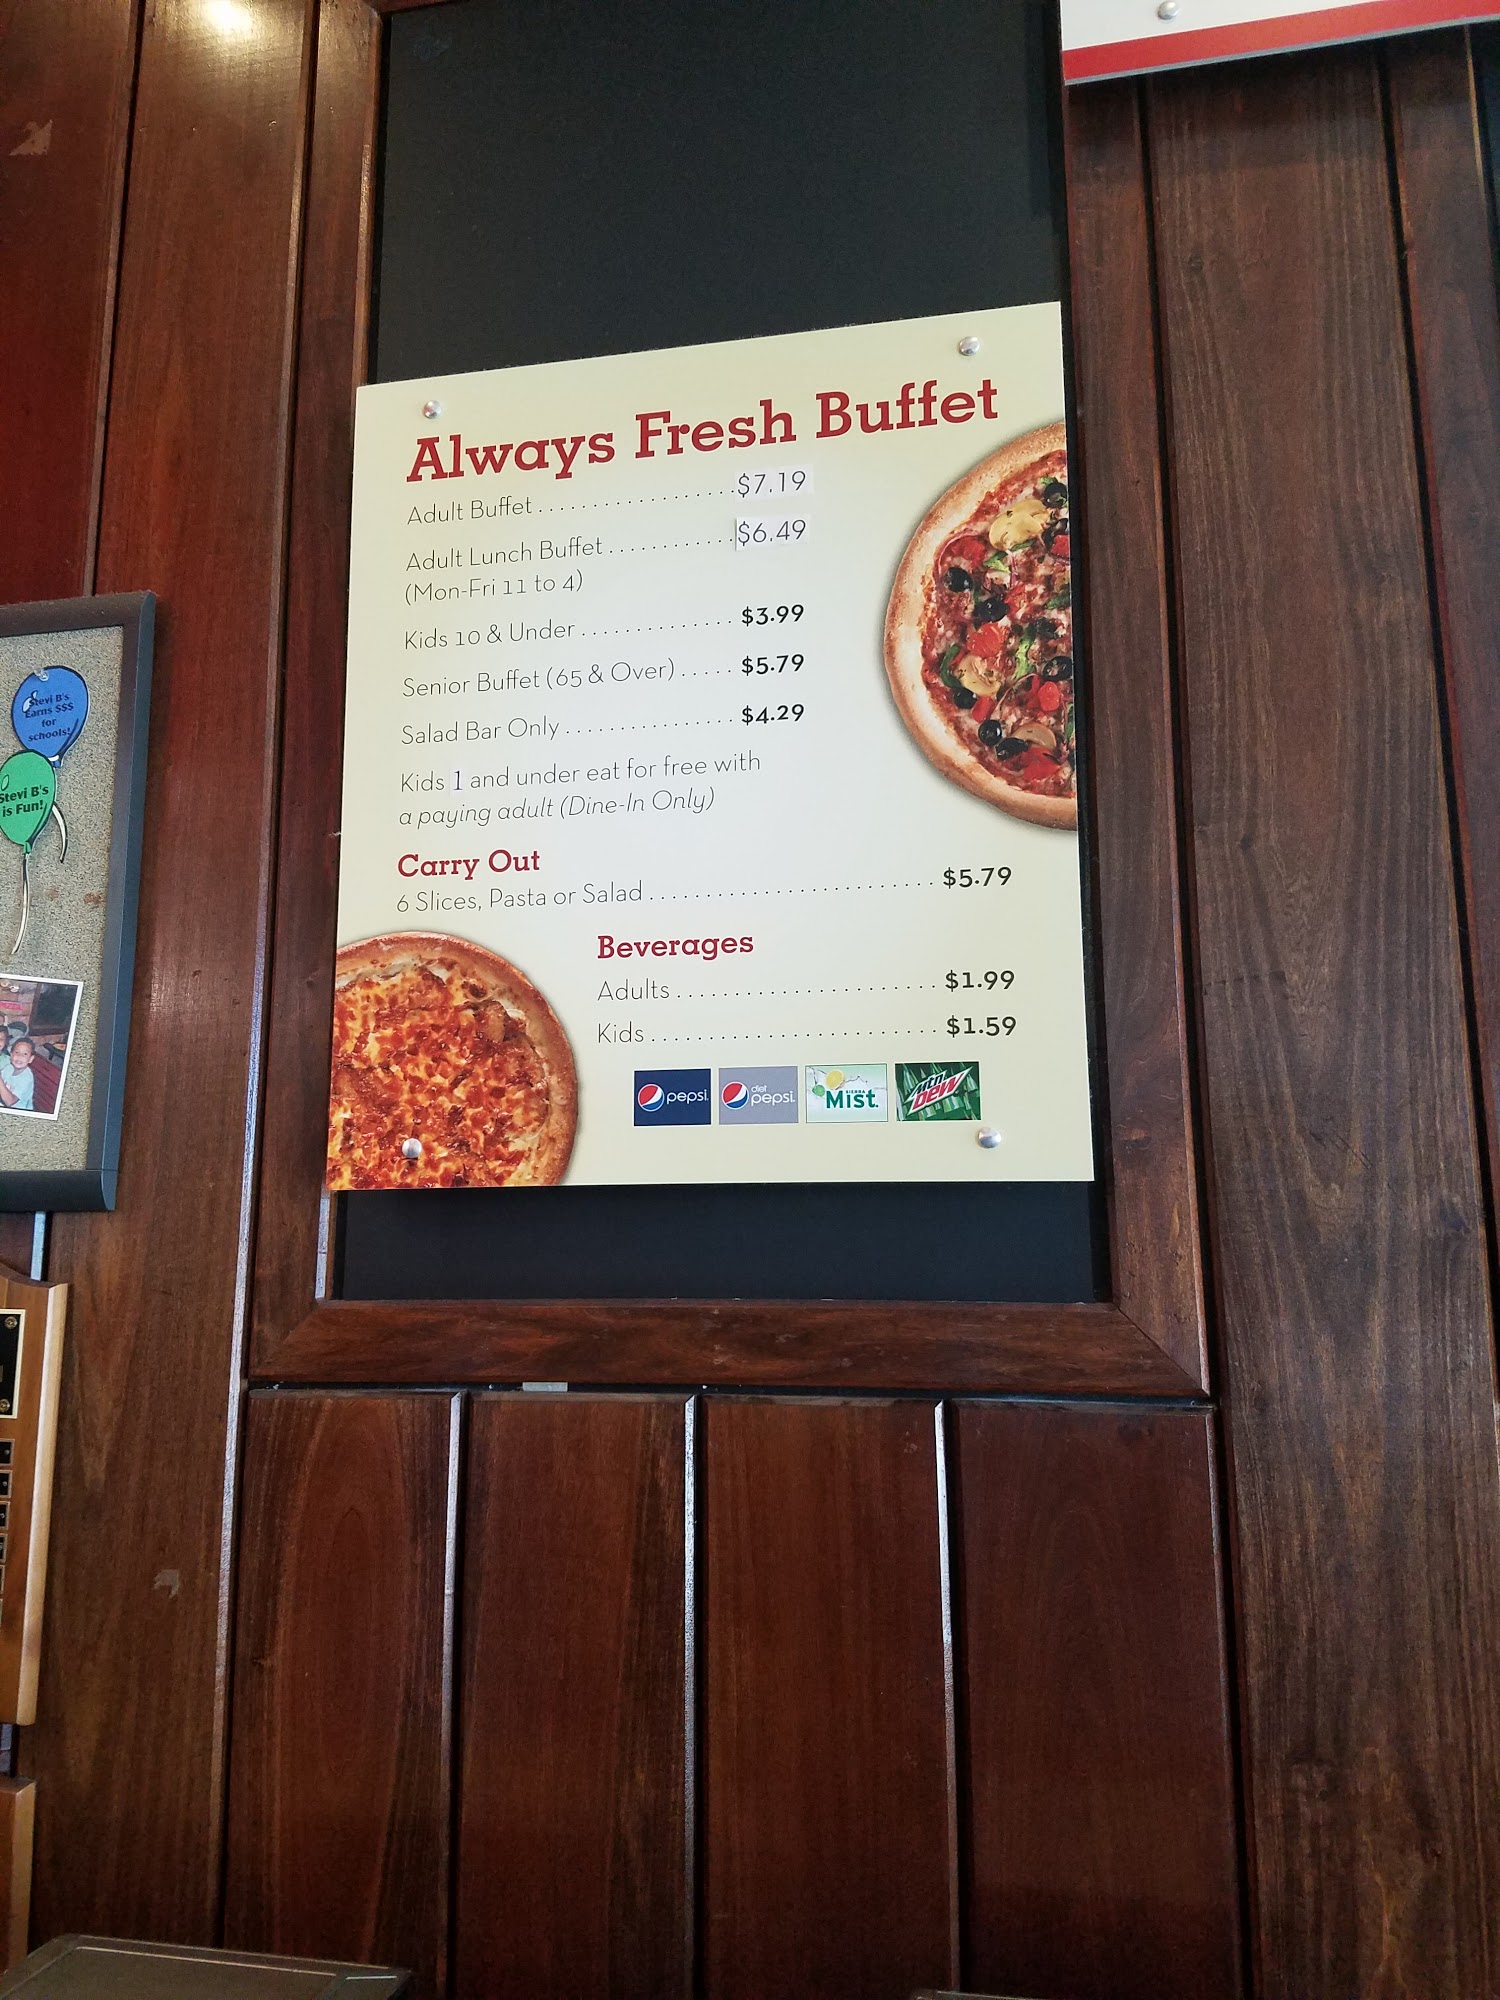 Always Fresh Buffet
Adult Buffet ................... $7.19
Adult Lunch Buffet ............ $6.49
(Mon-Fri 11 to 4)
Kids 10 & Under .............. $3.99
Senior Buffet (65 & Over) ..... $5.79
Salad Bar Only ............... $4.29
Kids 1 and under eat for free with
a paying adult (Dine-In Only)
Carry Out
6 Slices, Pasta or Salad ......................... $5.79
Beverages
Adults ....................... $1.99
Kids ......................... $1.59
pepsi
diet
pepsi
SIERRA
Mist
Mtn
DEW
Stevi B's
Earns $$$
for
schools!
Stevi B's
is Fun!